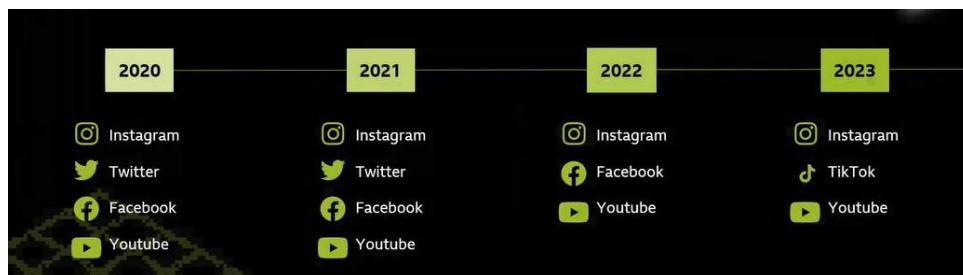 2020 2021 2022 2023
Instagram Instagram Instagram Instagram
Twitter Twitter Facebook TikTok
Facebook Facebook Youtube Youtube
Youtube Youtube